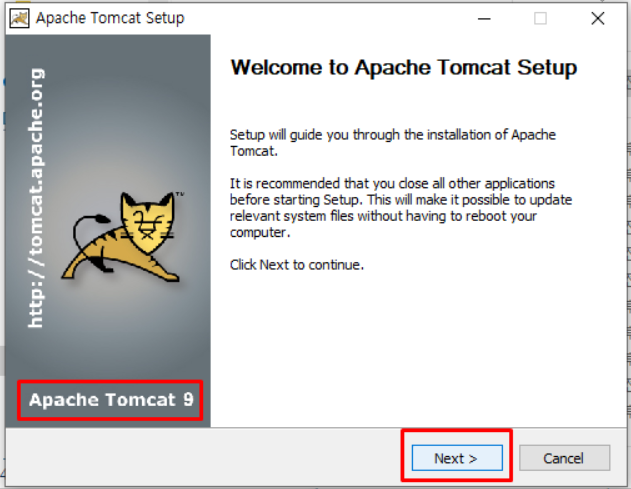 Apache Tomcat Setup
http://tomcat.apache.org
TM
Apache Tomcat 9
Welcome to Apache Tomcat Setup
Setup will guide you through the installation of Apache
Tomcat.
It is recommended that you close all other applications
before starting Setup. This will make it possible to update
relevant system files without having to reboot your
computer.
Click Next to continue.
Next >
Cancel